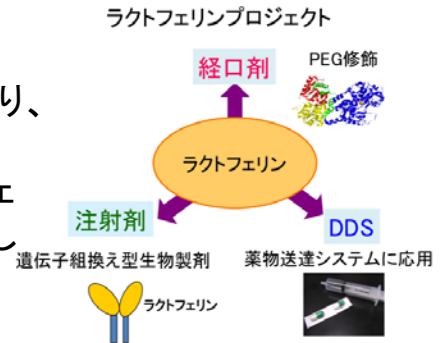 ラクトフェリンプロジェクト
PEG修飾
経口剤
り、
ラクトフェリン
ェ
注射剤
DDS
し
遺伝子組換え型生物製剤
薬物送達システムに応用
ラクトフェリン